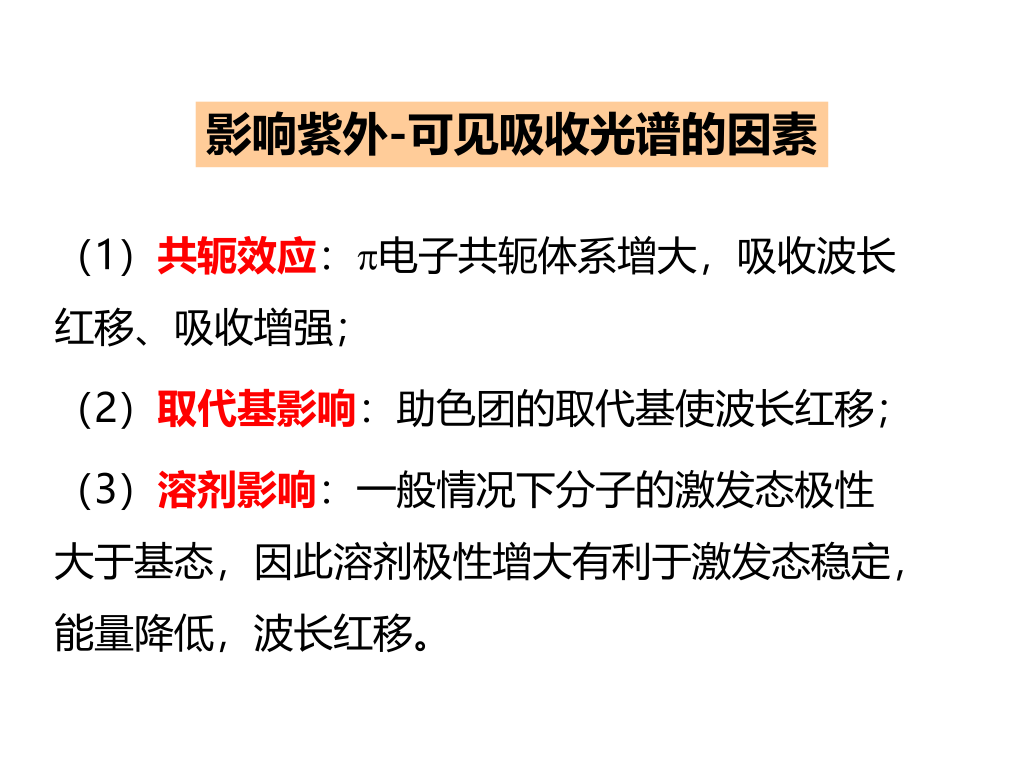 影响紫外-可见吸收光谱的因素
（1）共轭效应：π电子共轭体系增大，吸收波长
红移、吸收增强；
（2）取代基影响：助色团的取代基使波长红移；
（3）溶剂影响：一般情况下分子的激发态极性
大于基态，因此溶剂极性增大有利于激发态稳定，
能量降低，波长红移。